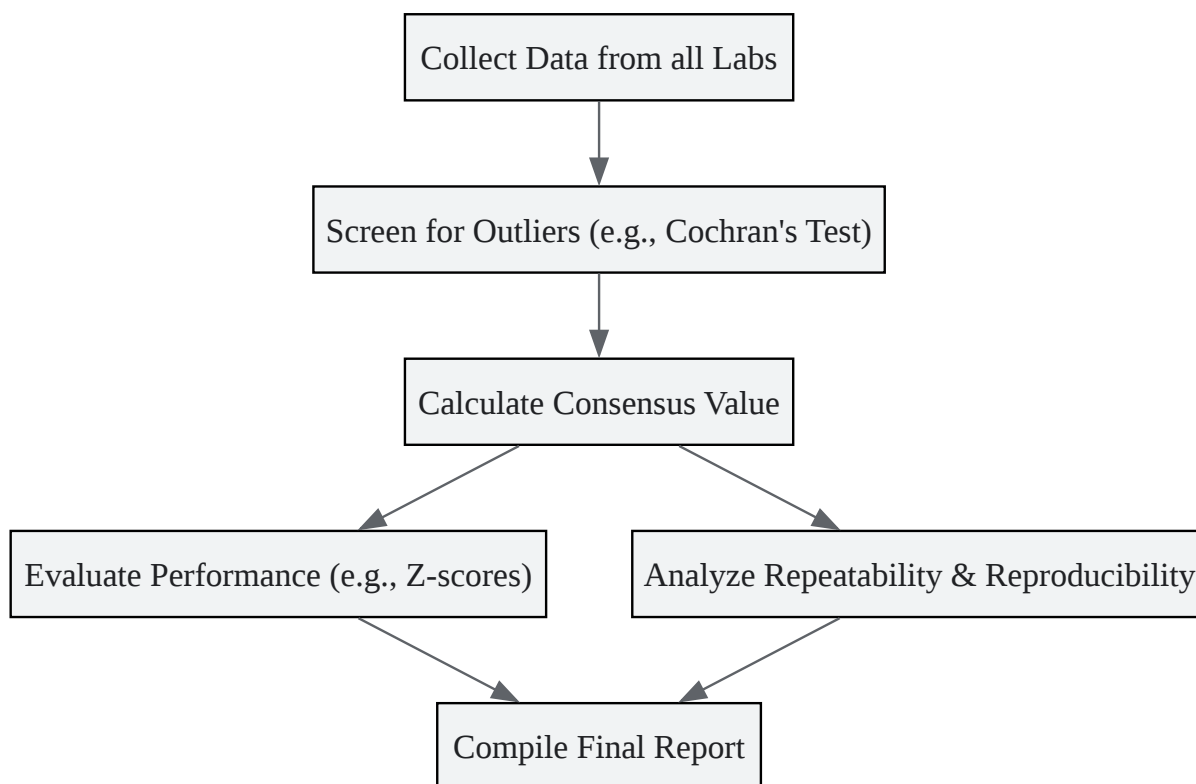 Collect Data from all Labs
Screen for Outliers (e.g., Cochran's Test)
Calculate Consensus Value
Evaluate Performance (e.g., Z-scores)
Analyze Repeatability & Reproducibility
Compile Final Report